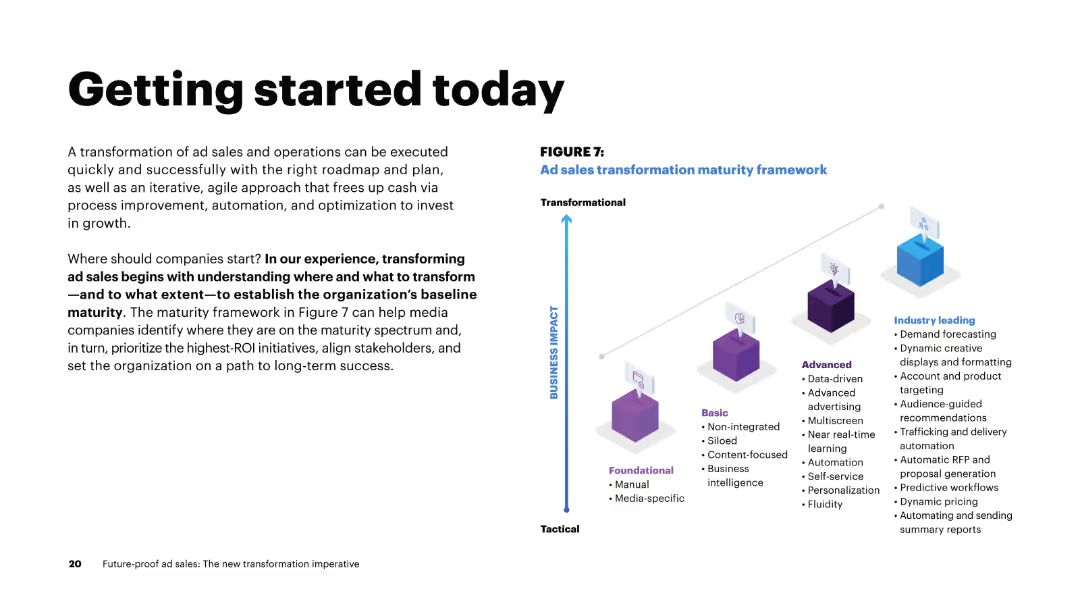 Getting started today
A transformation of ad sales and operations can be executed
quickly and successfully with the right roadmap and plan,
as well as an iterative, agile approach that frees up cash via
process improvement, automation, and optimization to invest
in growth.
Where should companies start? In our experience, transforming
ad sales begins with understanding where and what to transform
—and to what extent—to establish the organization's baseline
maturity. The maturity framework in Figure 7 can help media
companies identify where they are on the maturity spectrum and,
in turn, prioritize the highest-ROI initiatives, align stakeholders, and
set the organization on a path to long-term success.
FIGURE 7:
Ad sales transformation maturity framework
Transformational
BUSINESS IMPACT
Tactical
Foundational
• Manual
• Media-specific
Basic
• Non-integrated
• Siloed
• Content-focused
• Business
intelligence
Advanced
• Data-driven
• Advanced
advertising
• Multiscreen
• Near real-time
learning
• Automation
• Self-service
• Personalization
• Fluidity
Industry leading
• Demand forecasting
• Dynamic creative
displays and formatting
• Account and product
targeting
• Audience-guided
recommendations
• Trafficking and delivery
automation
• Automatic RFP and
proposal generation
• Predictive workflows
• Dynamic pricing
• Automating and sending
summary reports
20 Future-proof ad sales: The new transformation imperative